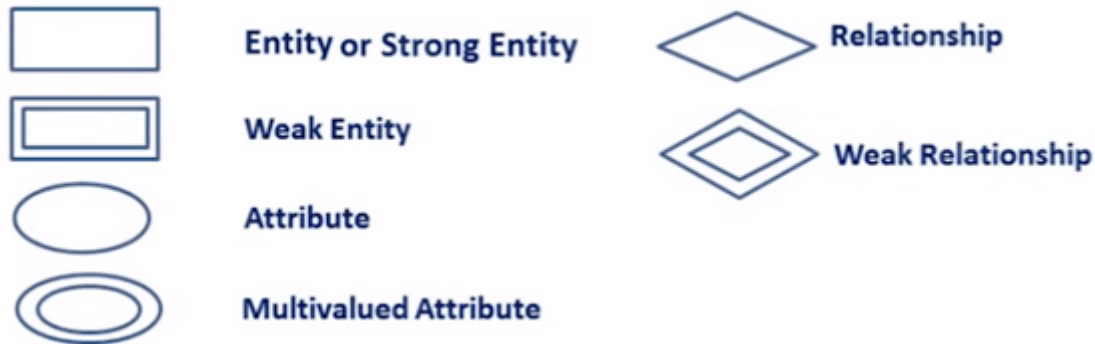 Entity or Strong Entity
Relationship
Weak Entity
Weak Relationship
Attribute
Multivalued Attribute